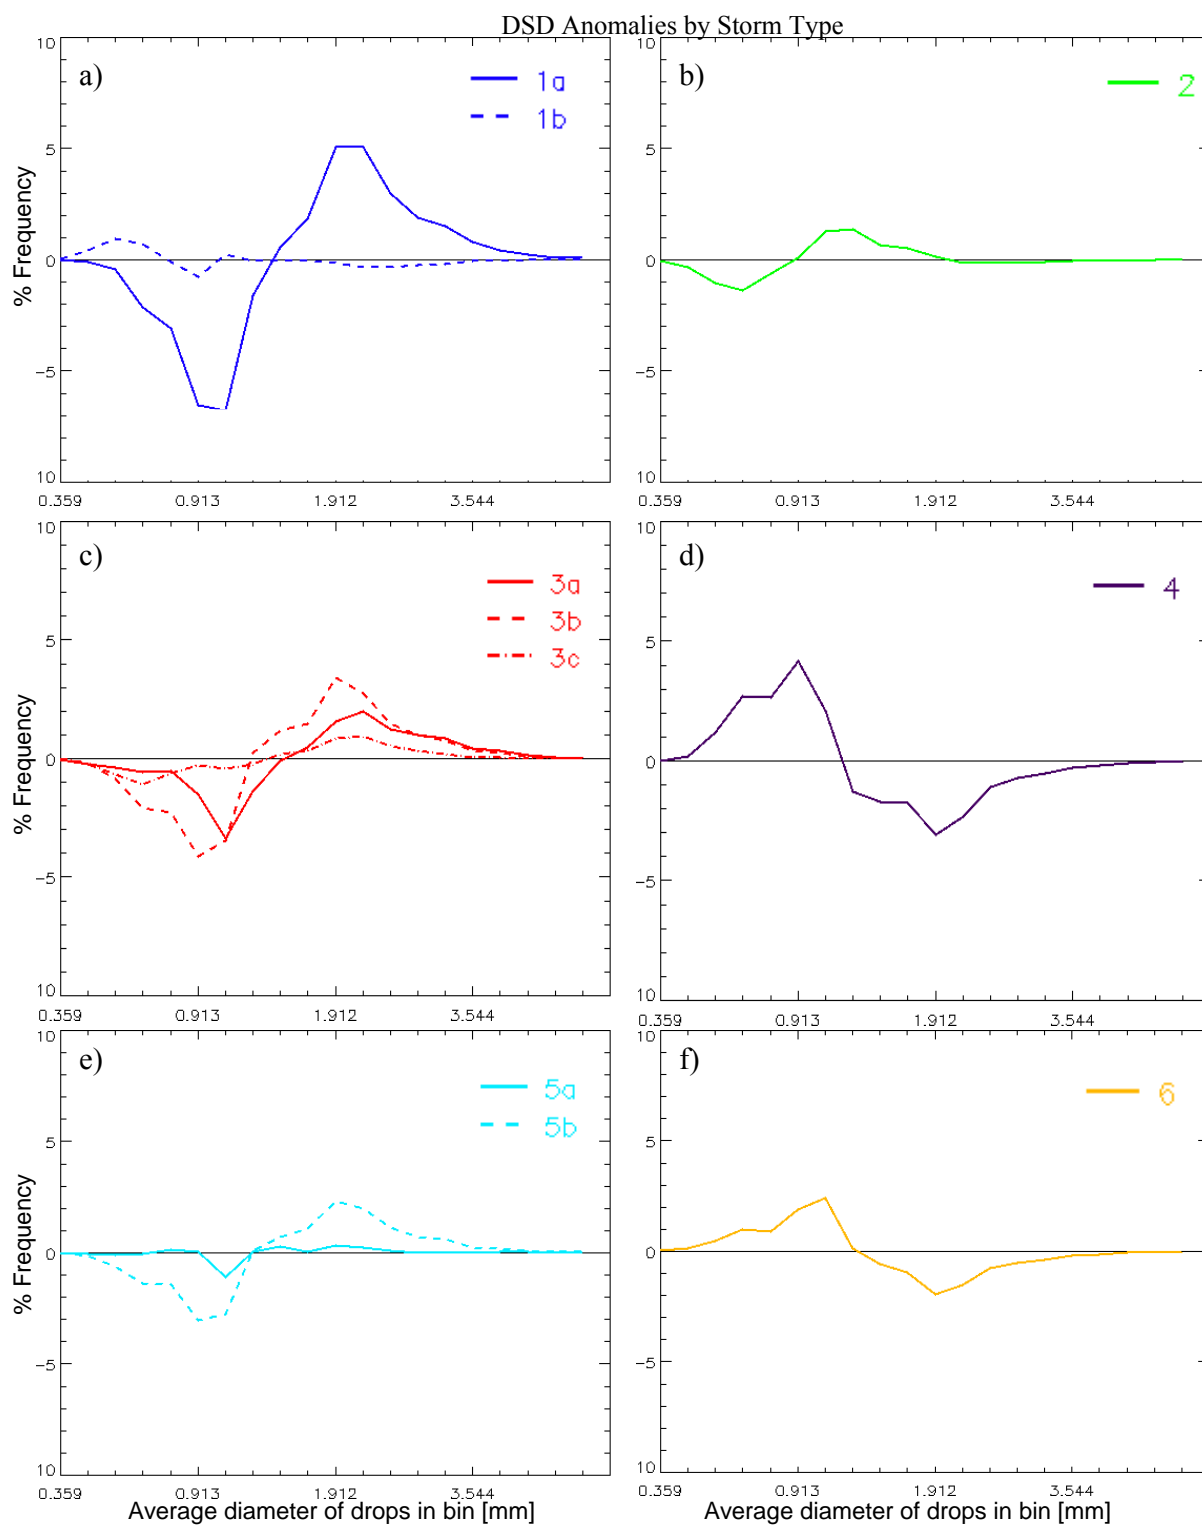 DSD Anomalies by Storm Type
a)
1a
1b
10
5
0
-5
10
% Frequency
0.359 0.913 1.912 3.544
b)
2
10
5
0
-5
10
0.359 0.913 1.912 3.544
c)
3a
3b
3c
10
5
0
-5
10
% Frequency
0.359 0.913 1.912 3.544
d)
4
10
5
0
-5
10
0.359 0.913 1.912 3.544
e)
5a
5b
10
5
0
-5
10
% Frequency
0.359 0.913 1.912 3.544
Average diameter of drops in bin [mm]
f)
6
10
5
0
-5
10
0.359 0.913 1.912 3.544
Average diameter of drops in bin [mm]